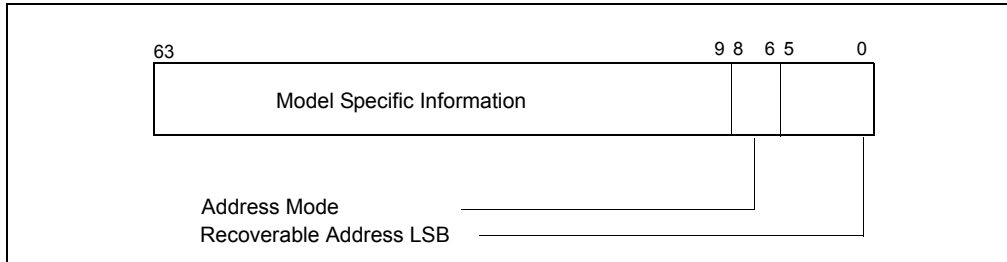 63 9 8 6 5 0
Model Specific Information
Address Mode
Recoverable Address LSB